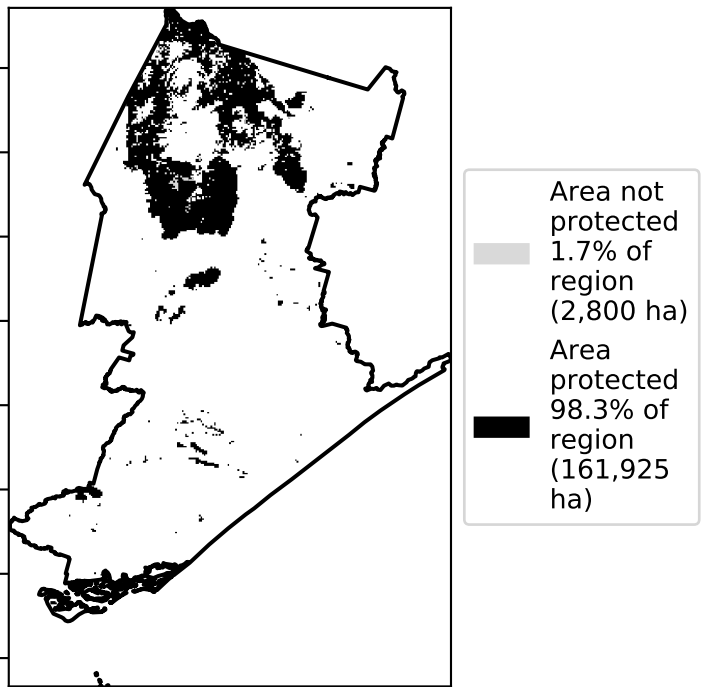 Area not
protected
1.7% of
region
(2,800 ha)
Area
protected
98.3% of
region
(161,925
ha)